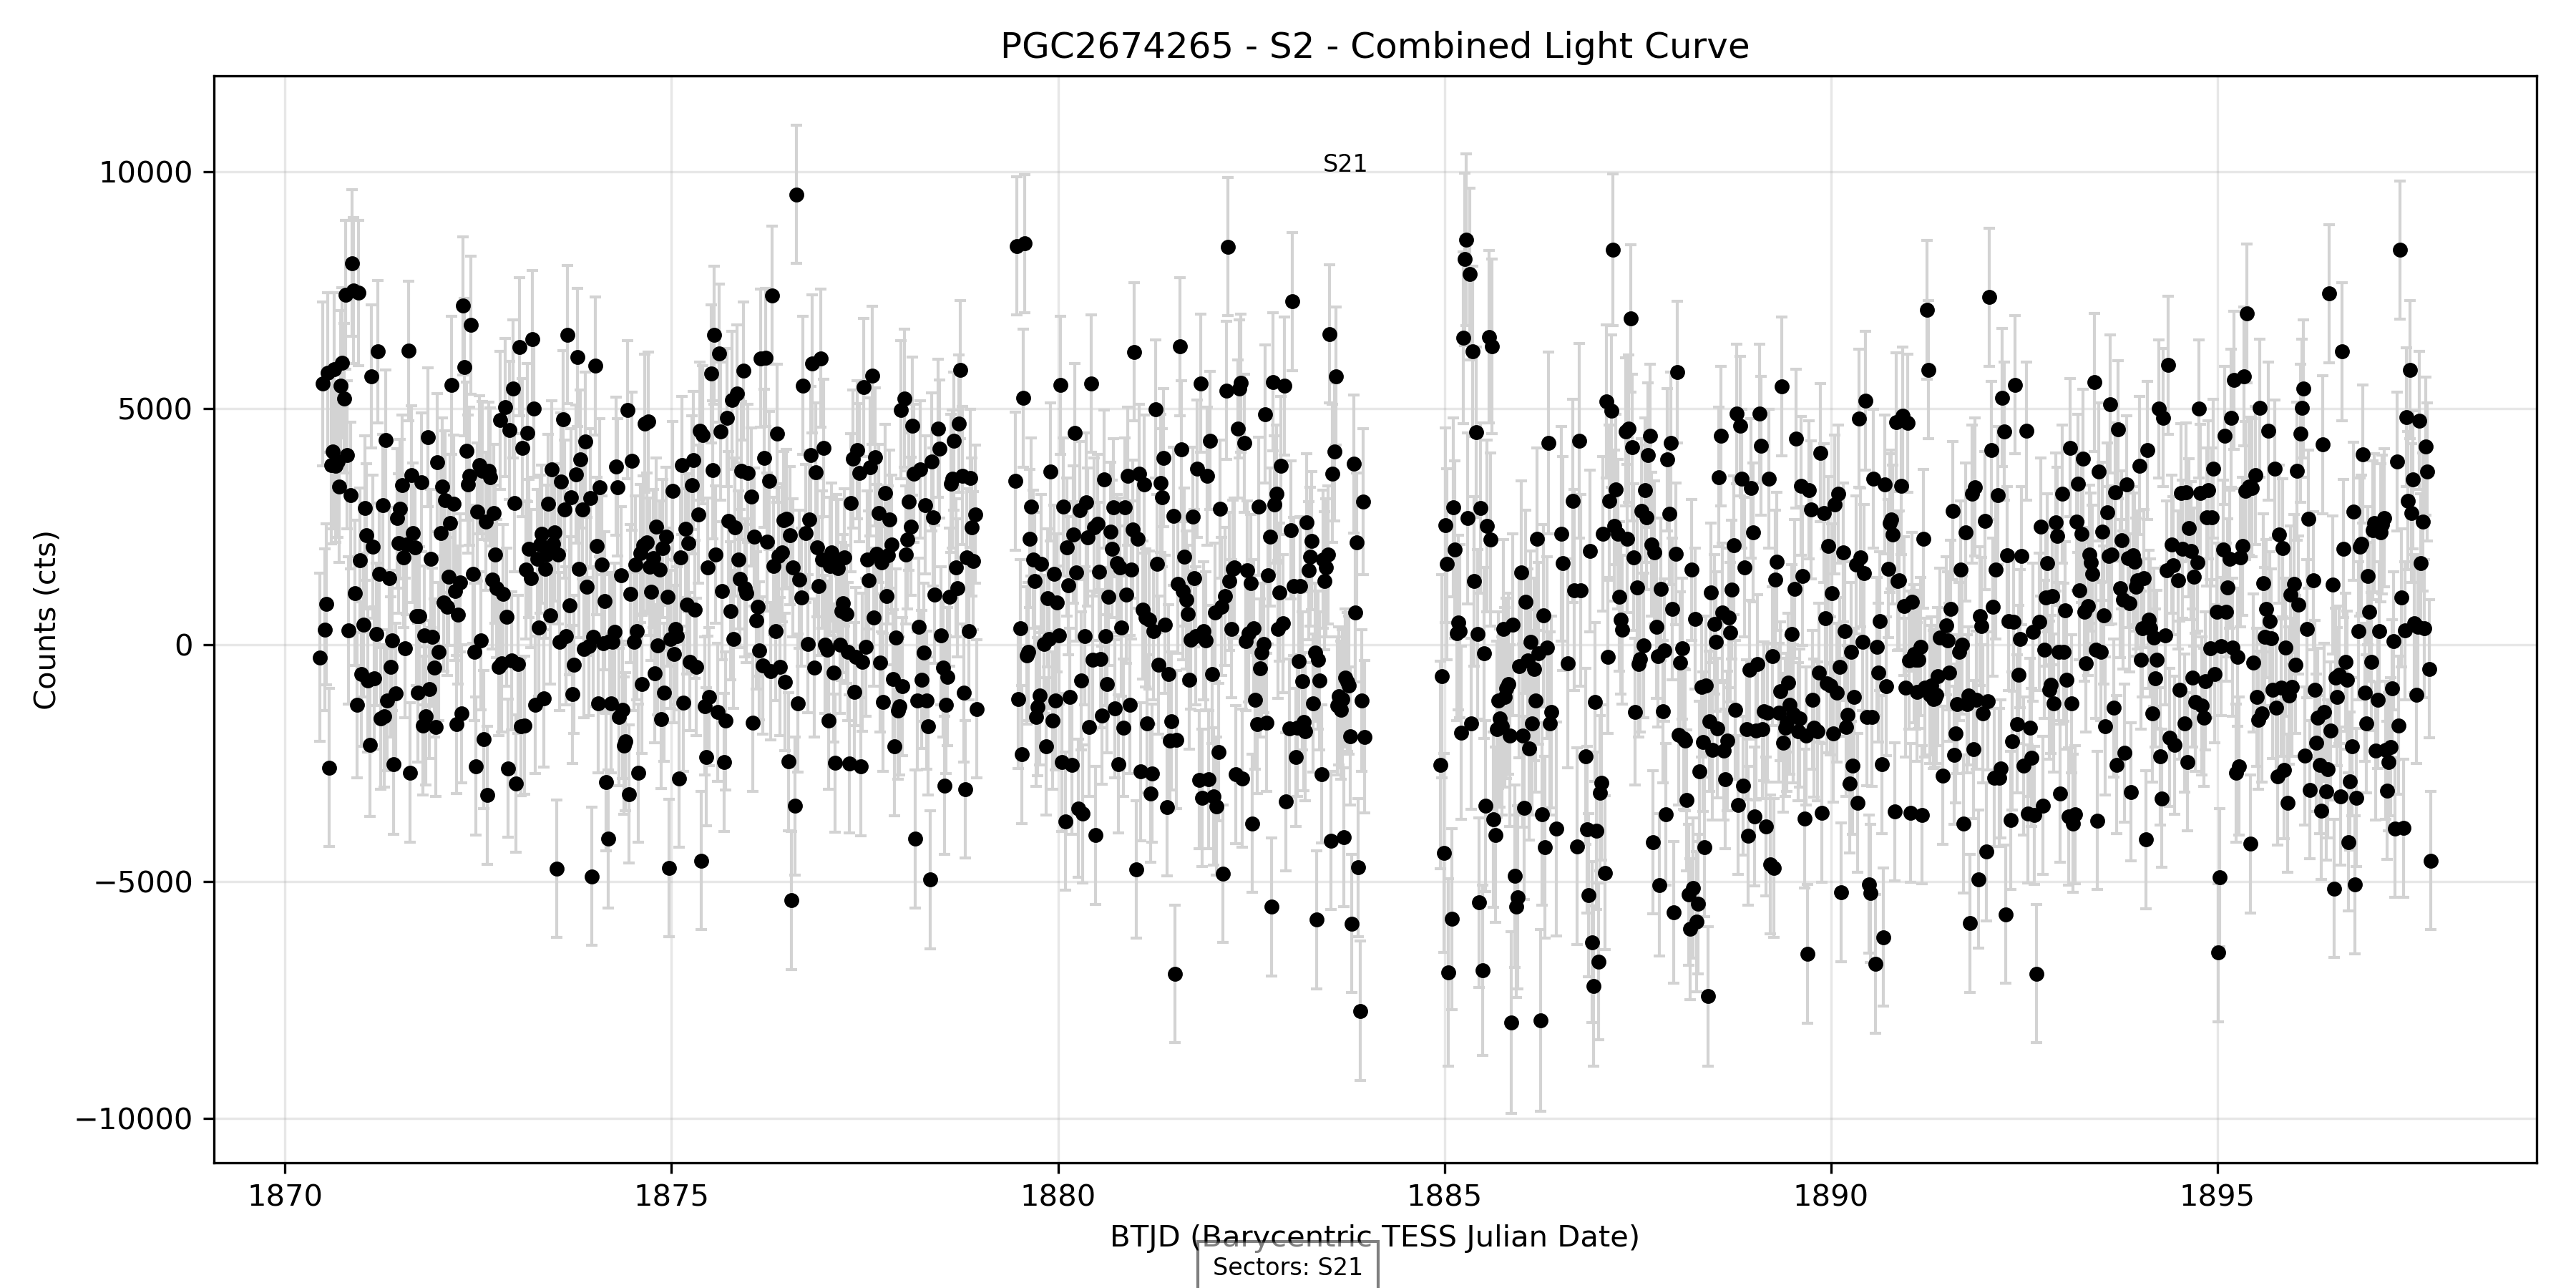 PGC2674265 - S2 - Combined Light Curve
S21
10000
5000
0
−5000
−10000
Counts (cts)
1870 1875 1880 1885 1890 1895
BTJD (Barycentric TESS Julian Date)
Sectors: S21